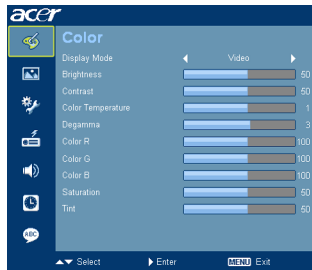 acer
Color
Display Mode Video
Brightness 50
Contrast 50
Color Temperature 1
Degamma 3
Color R 100
Color G 100
Color B 100
Saturation 50
Tint 50
ABC
Select Enter MENU Exit